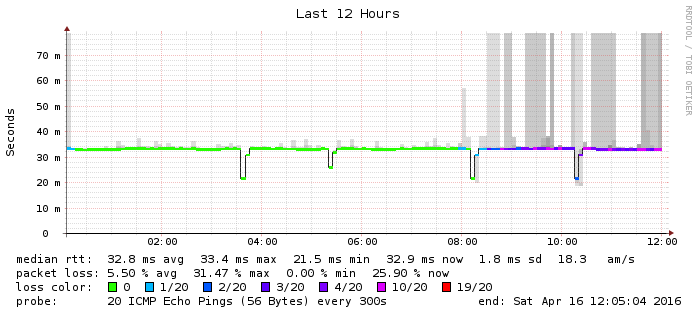 Last 12 Hours
RRDTOOL / TOBI OETIKER
Seconds
70 m
60 m
50 m
40 m
30 m
20 m
10 m
0
02:00 04:00 06:00 08:00 10:00 12:00
median rtt: 32.8 ms avg 33.4 ms max 21.5 ms min 32.9 ms now 1.8 ms sd 18.3 am/s
packet loss: 5.50 % avg 31.47 % max 0.00 % min 25.90 % now
loss color: 0 1/20 2/20 3/20 4/20 10/20 19/20
probe: 20 ICMP Echo Pings (56 Bytes) every 300s end: Sat Apr 16 12:05:04 2016